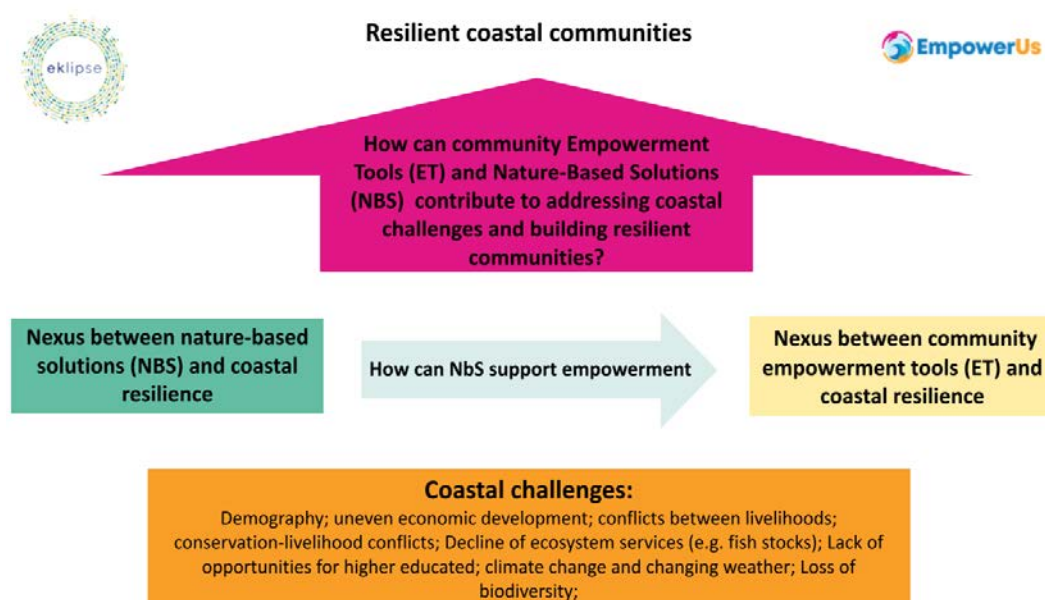 Resilient coastal communities
eklipse
EmpowerUs
How can community Empowerment
Tools (ET) and Nature-Based Solutions
(NBS) contribute to addressing coastal
challenges and building resilient
communities?
Nexus between nature-based
solutions (NBS) and coastal
resilience
How can NbS support empowerment
Nexus between community
empowerment tools (ET) and
coastal resilience
Coastal challenges:
Demography; uneven economic development; conflicts between livelihoods;
conservation-livelihood conflicts; Decline of ecosystem services (e.g. fish stocks); Lack of
opportunities for higher educated; climate change and changing weather; Loss of
biodiversity;